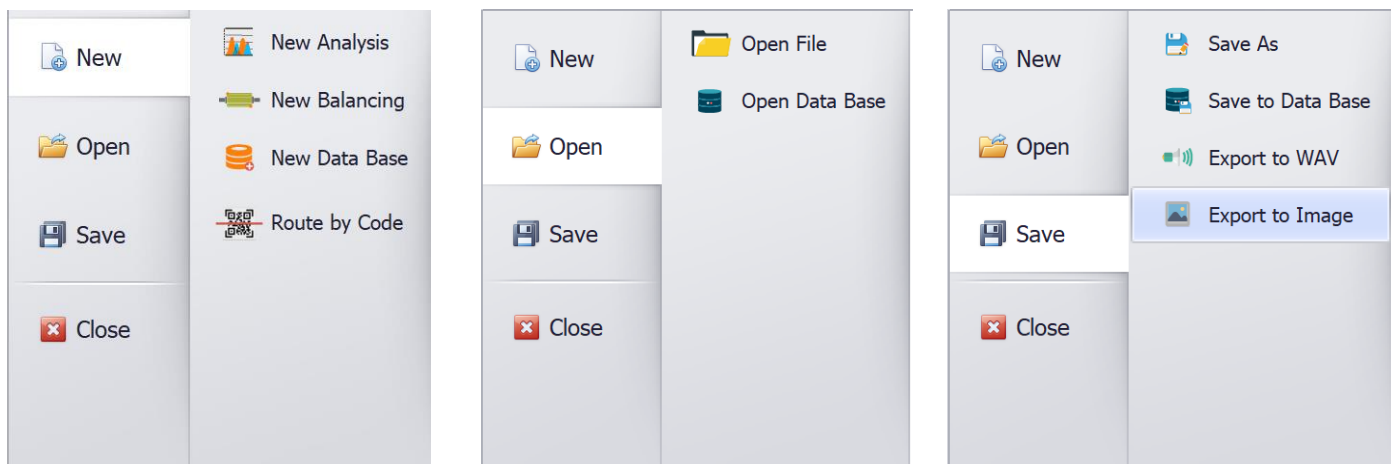 New
Open
Save
Close
New Analysis
New Balancing
New Data Base
Route by Code
New
Open
Save
Close
Open File
Open Data Base
New
Open
Save
Close
Save As
Save to Data Base
Export to WAV
Export to Image